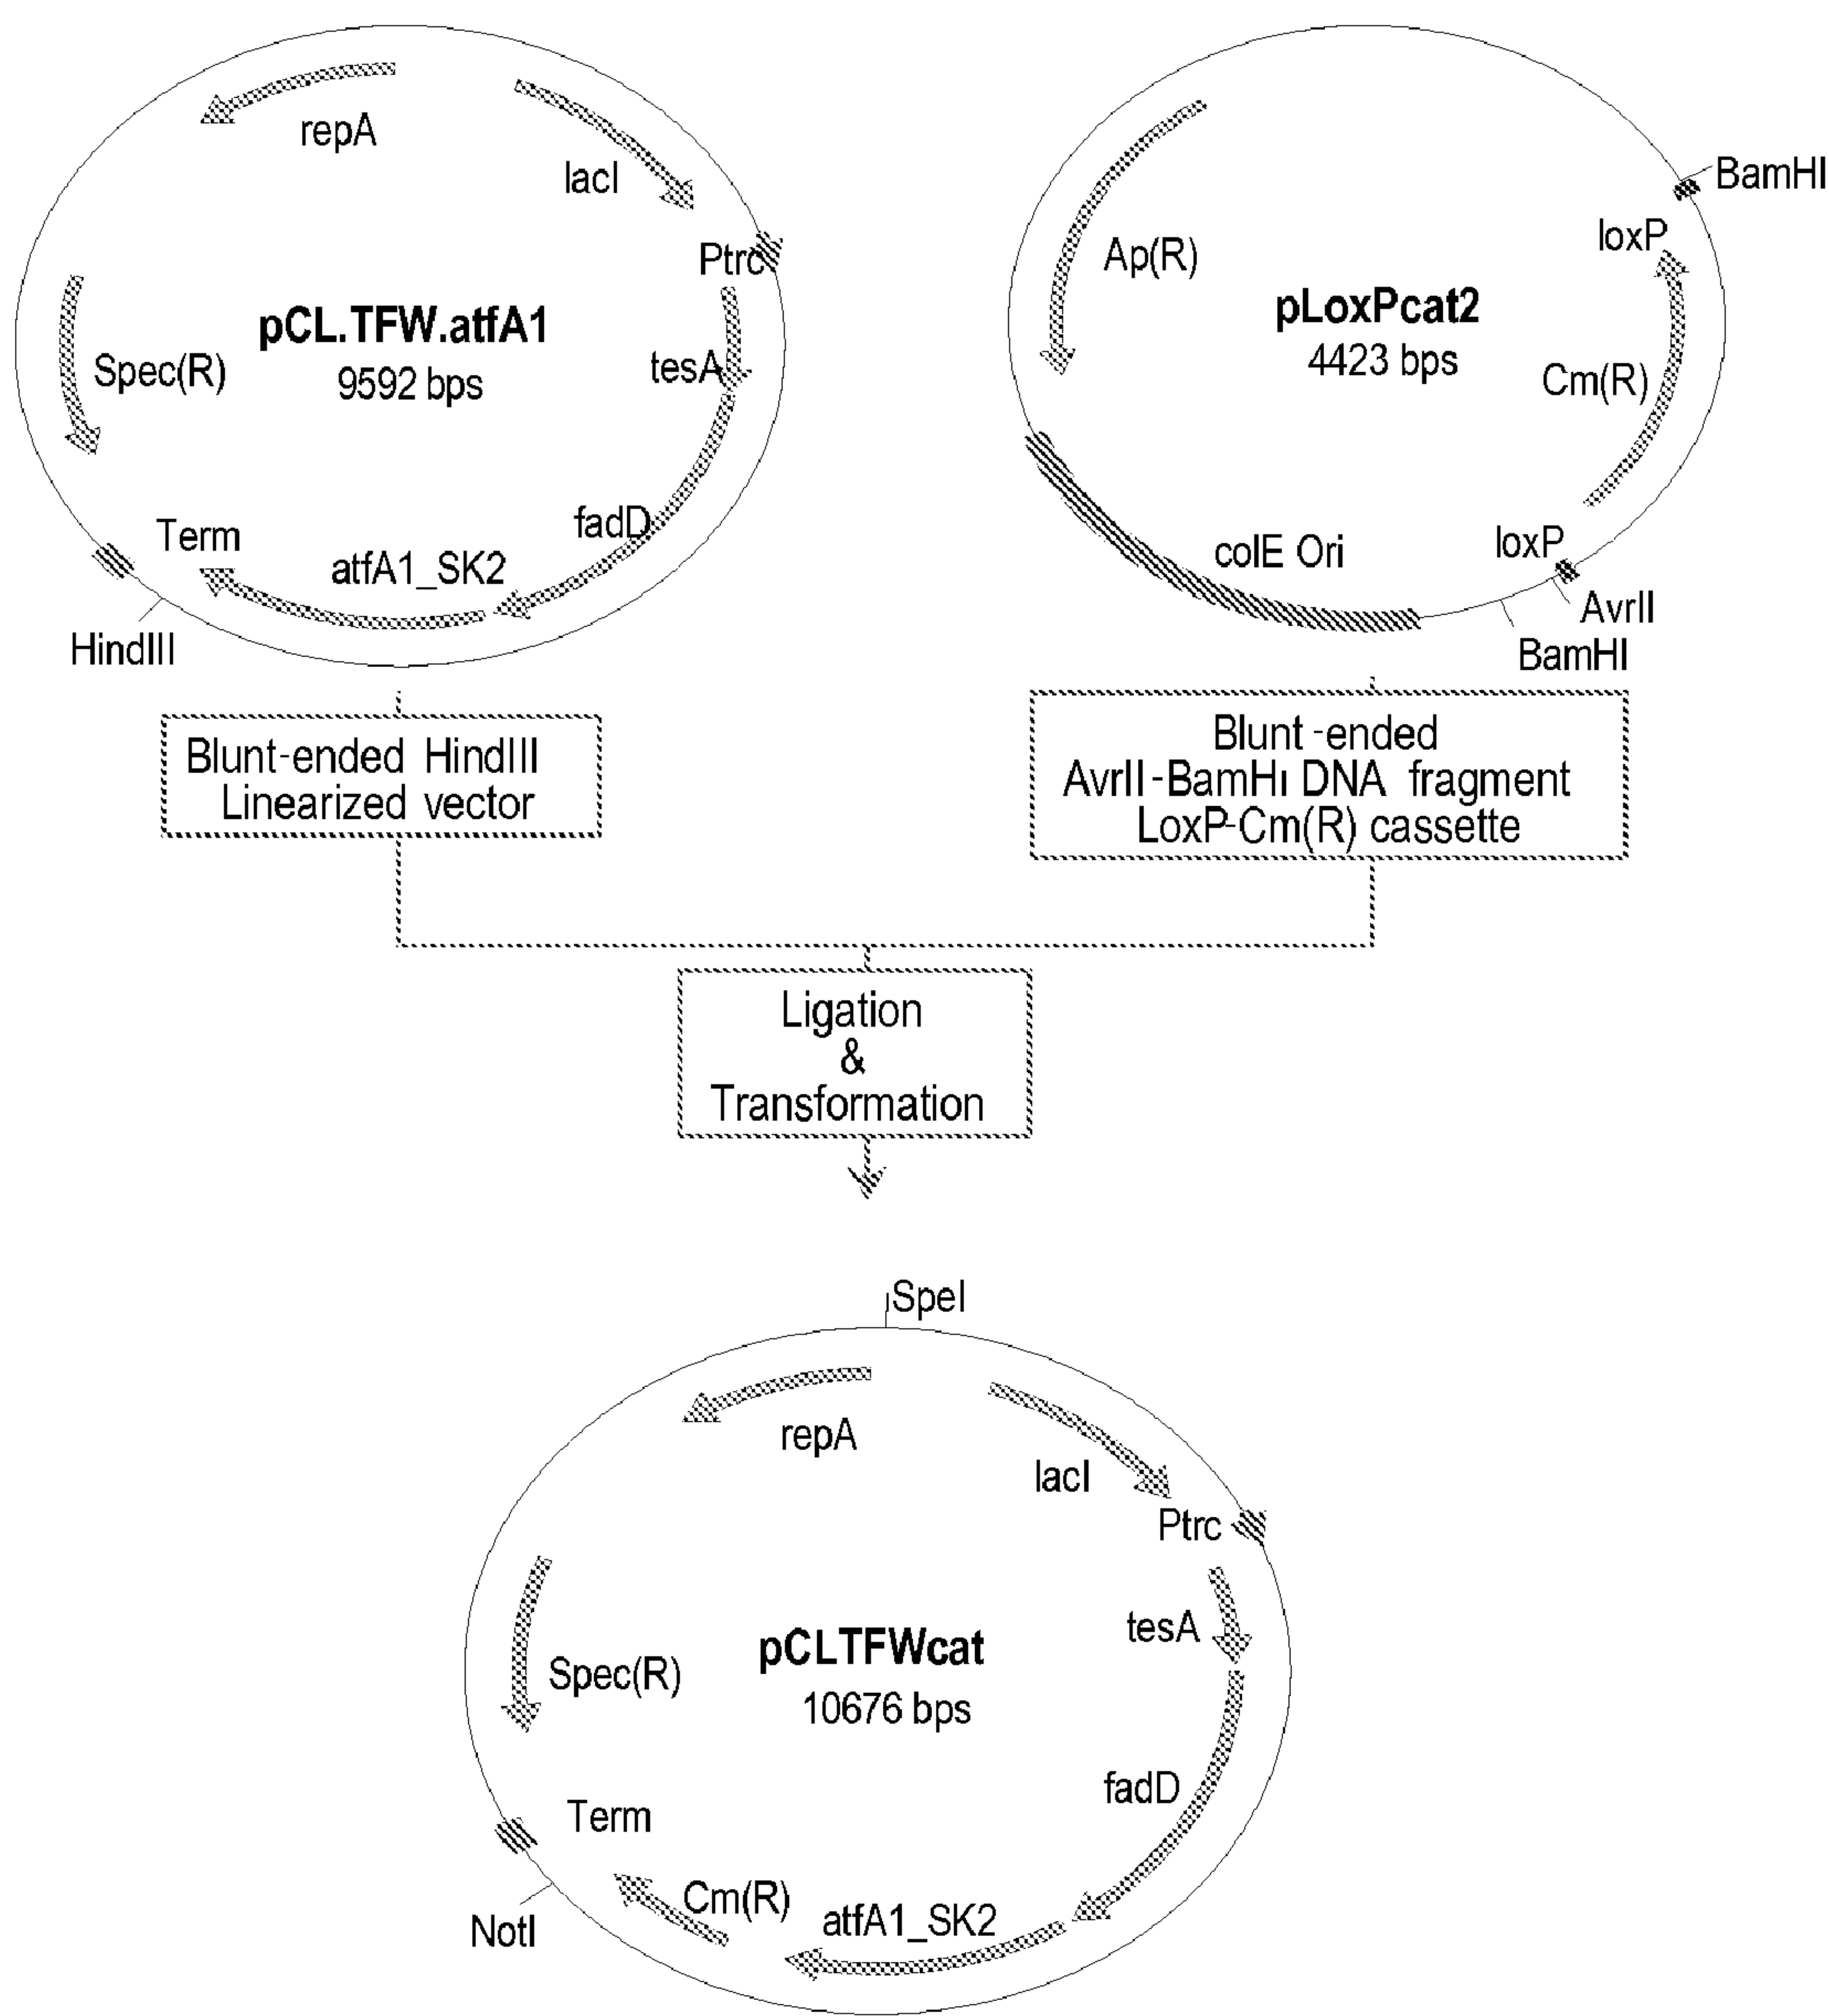 repA
lacI
Ptrc
pCL.TFW.atfA1
9592 bps
tesA
Spec(R)
fadD
Term
atfA1_SK2
HindIII
BamHI
loxP
Ap(R)
pLoxPcat2
4423 bps
Cm(R)
loxP
colE Ori
AvrII
BamHI
Blunt-ended HindIII
Linearized vector
Blunt-ended
AvrII-BamHI DNA fragment
LoxP-Cm(R) cassette
Ligation
&
Transformation
SpeI
repA
lacI
Ptrc
tesA
pCLTFWcat
10676 bps
Spec(R)
fadD
Term
Cm(R)
atfA1_SK2
NotI